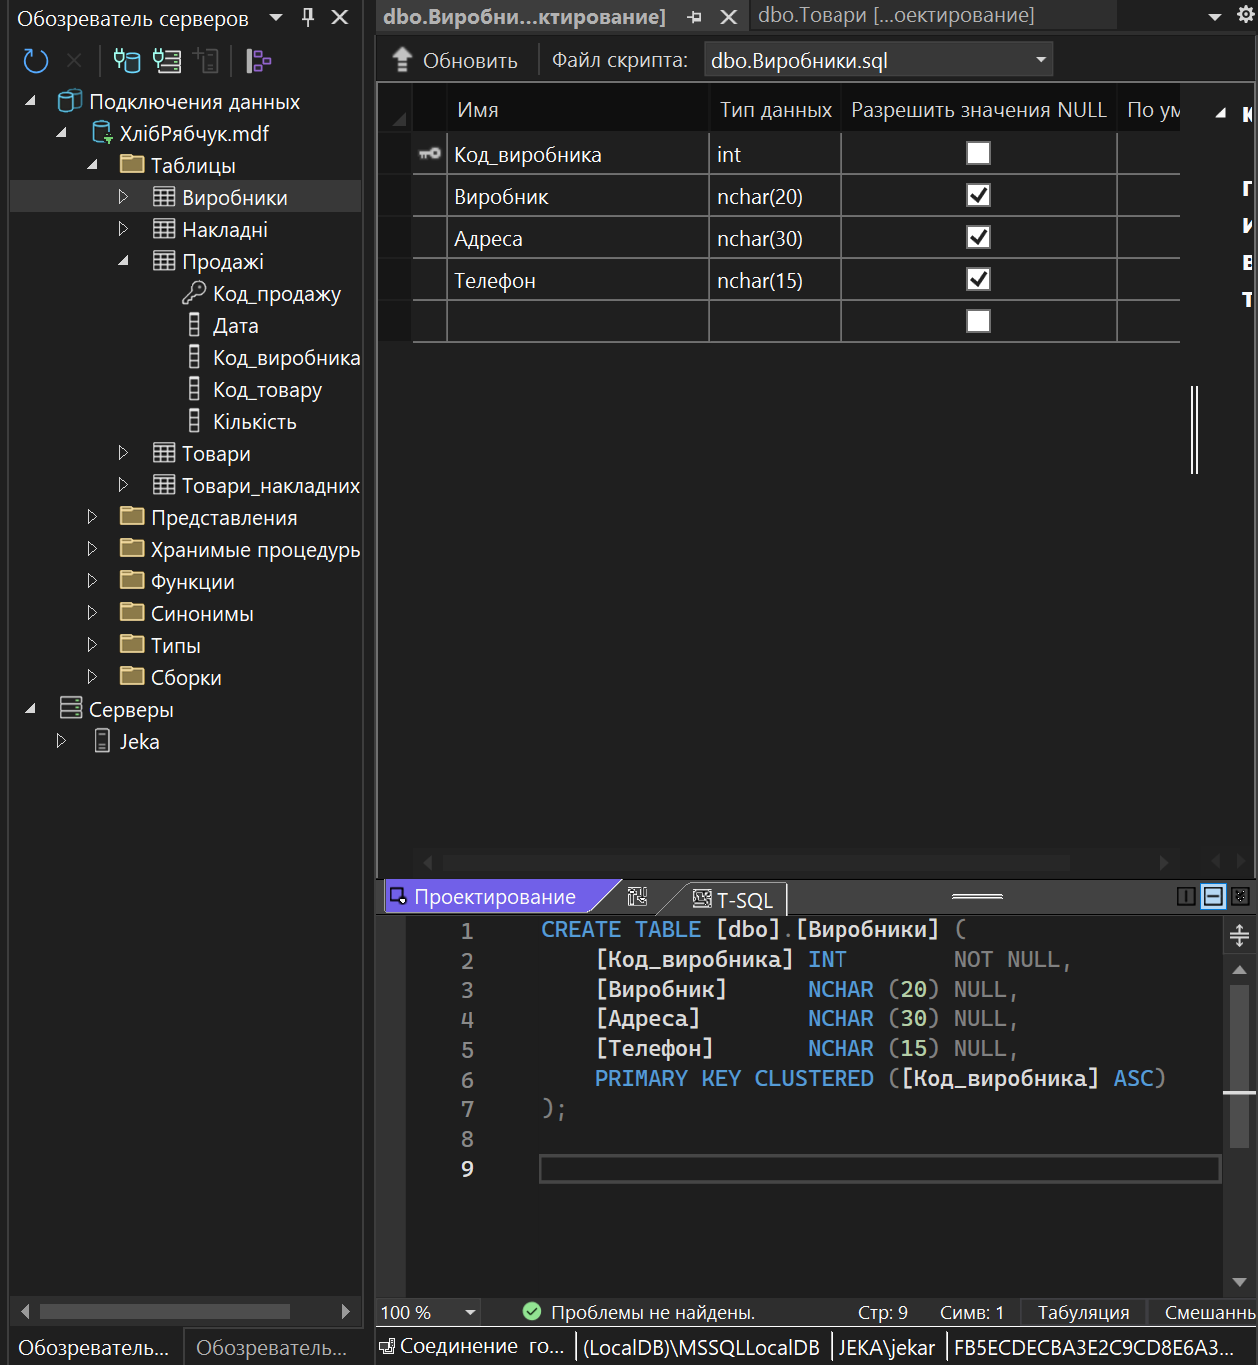 Обозреватель серверов
Подключения данных
ХлібРябчук.mdf
Таблицы
Виробники
Накладні
Продажі
Код_продажу
Дата
Код_виробника
Код_товару
Кількість
Товари
Товари_накладних
Представления
Хранимые процедуры
Функции
Синонимы
Типы
Сборки
Серверы
Jeka
Обозреватель... Обозреватель...
dbo.Виробни...ктирование] dbo.Товари [...оектирование]
Обновить Файл скрипта: dbo.Виробники.sql
Имя Тип данных Разрешить значения NULL По ум
Код_виробника int
Виробник nchar(20)
Адреса nchar(30)
Телефон nchar(15)
Проектирование T-SQL
1 CREATE TABLE [dbo].[Виробники] (
2 [Код_виробника] INT NOT NULL,
3 [Виробник] NCHAR (20) NULL,
4 [Адреса] NCHAR (30) NULL,
5 [Телефон] NCHAR (15) NULL,
6 PRIMARY KEY CLUSTERED ([Код_виробника] ASC)
7 );
8
9
100 % Проблемы не найдены. Стр: 9 Симв: 1 Табуляция Смешаннь
Соединение го... (LocalDB)\MSSQLLocalDB JEKA\jekar FB5ECDECBA3E2C9CD8E6A3...